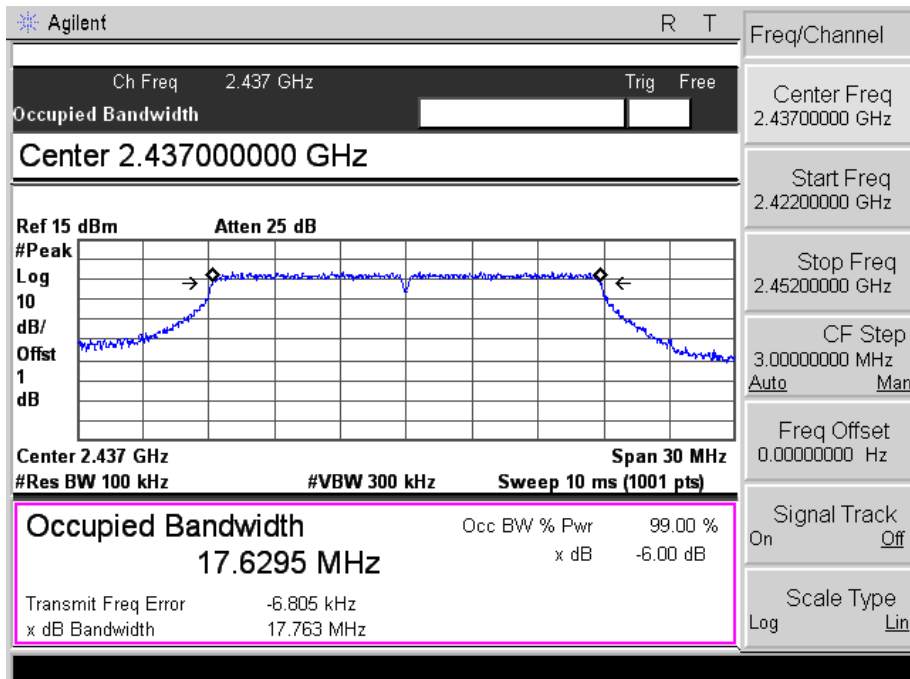 Agilent R T
Ch Freq 2.437 GHz Trig Free
Occupied Bandwidth
Center 2.437000000 GHz
Ref 15 dBm Atten 25 dB
#Peak
Log
10
dB/
Offst
1
dB
Center 2.437 GHz Span 30 MHz
#Res BW 100 kHz #VBW 300 kHz Sweep 10 ms (1001 pts)
Occupied Bandwidth Occ BW % Pwr 99.00 %
17.6295 MHz x dB -6.00 dB
Transmit Freq Error -6.805 kHz
x dB Bandwidth 17.763 MHz
Freq/Channel
Center Freq
2.43700000 GHz
Start Freq
2.42200000 GHz
Stop Freq
2.45200000 GHz
CF Step
3.00000000 MHz
Auto Man
Freq Offset
0.00000000 Hz
Signal Track
On Off
Scale Type
Log Lin